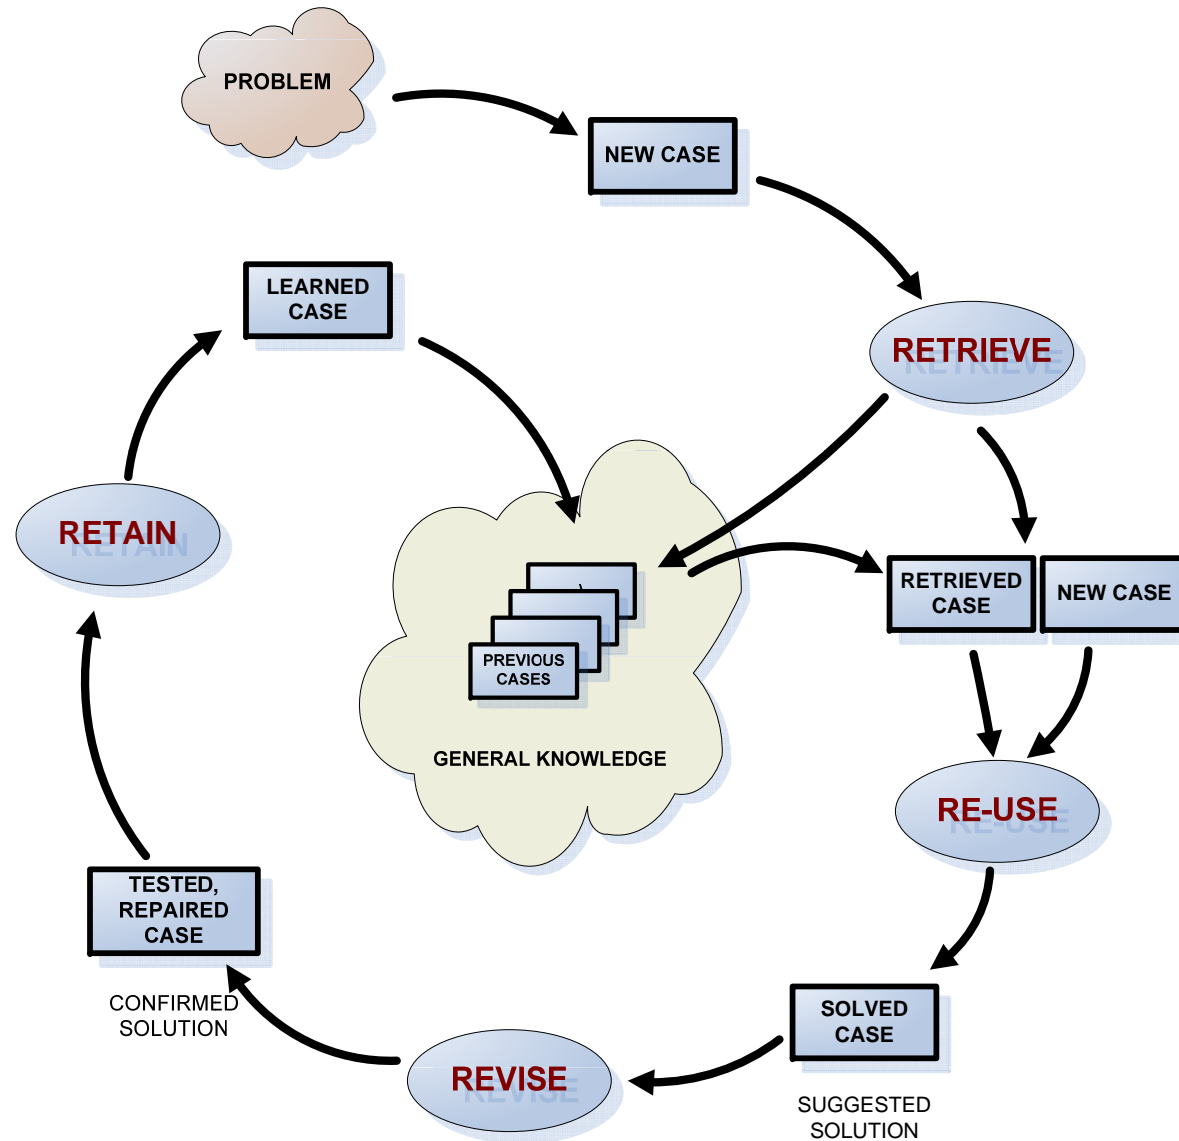 PROBLEM
NEW CASE
LEARNED
CASE
RETRIEVE
RETAIN
RETRIEVED
CASE
NEW CASE
PREVIOUS
CASES
GENERAL KNOWLEDGE
RE-USE
TESTED,
REPAIRED
CASE
CONFIRMED
SOLUTION
SOLVED
CASE
REVISE
SUGGESTED
SOLUTION